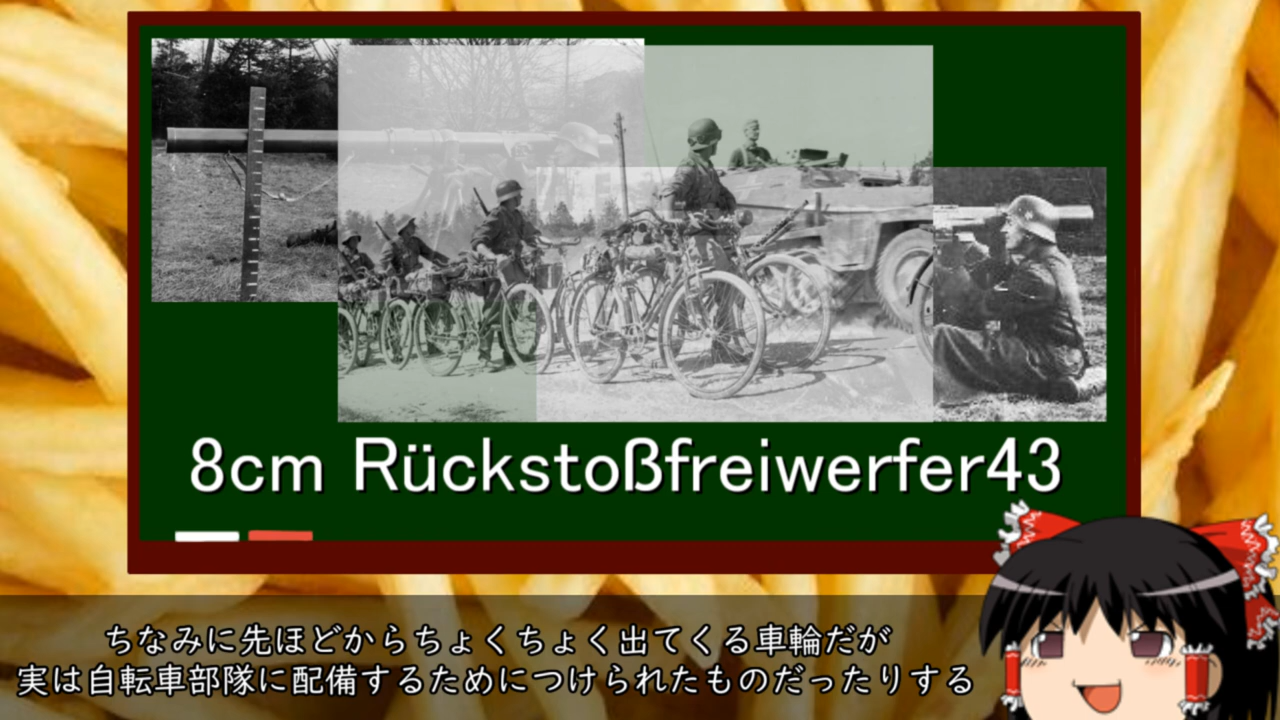 8cm Rückstoßfreiwerfer43
ちなみに先ほどからちょくちょく出てくる車輪だが
実は自転車部隊に配備するためにつけられたものだったりする